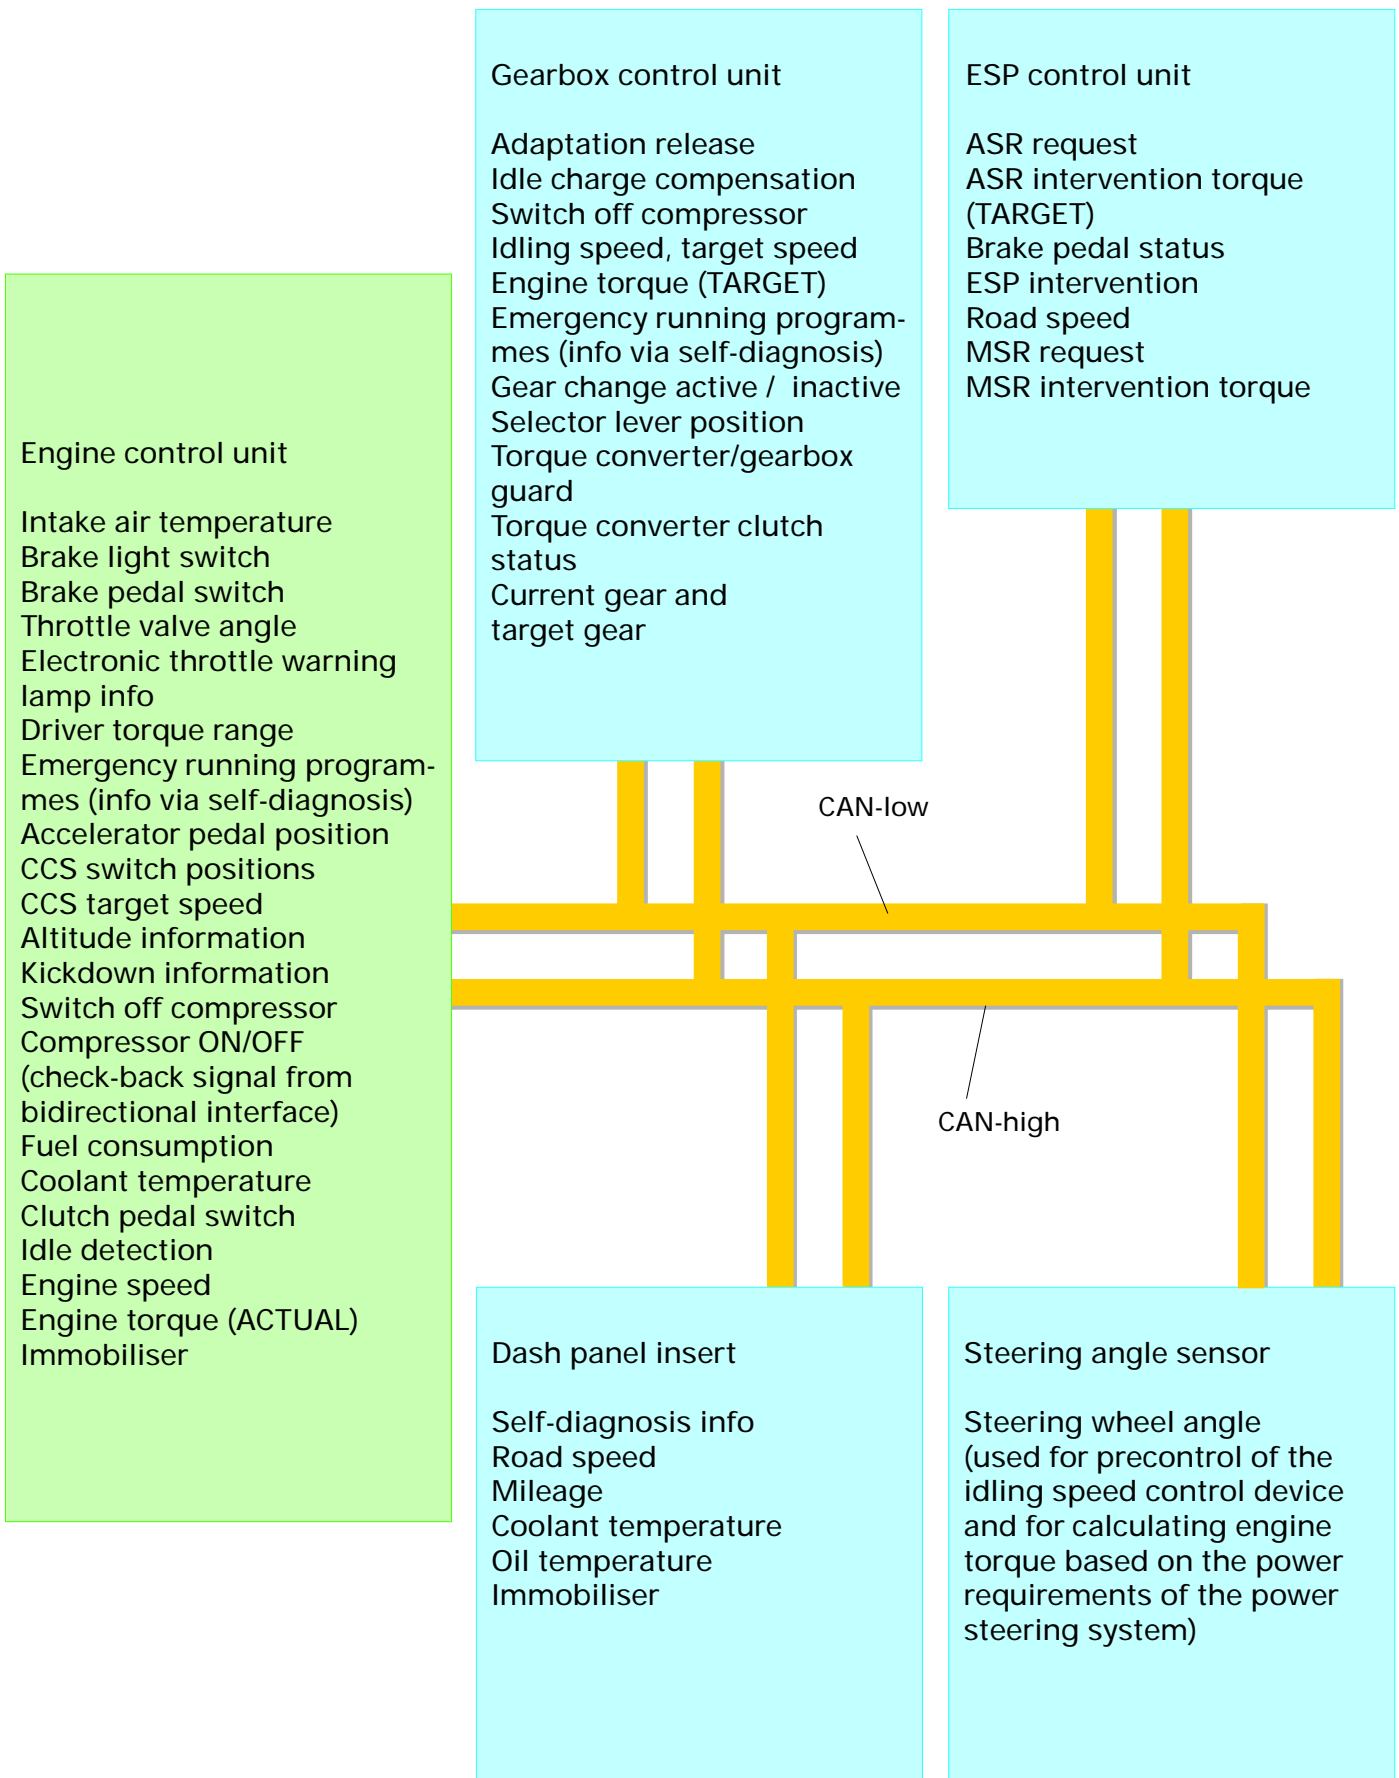 Gearbox control unit
Adaptation release
Idle charge compensation
Switch off compressor
Idling speed, target speed
Engine torque (TARGET)
Emergency running program-
mes (info via self-diagnosis)
Gear change active / inactive
Selector lever position
Torque converter/gearbox
guard
Torque converter clutch
status
Current gear and
target gear
ESP control unit
ASR request
ASR intervention torque
(TARGET)
Brake pedal status
ESP intervention
Road speed
MSR request
MSR intervention torque
Engine control unit
Intake air temperature
Brake light switch
Brake pedal switch
Throttle valve angle
Electronic throttle warning
lamp info
Driver torque range
Emergency running program-
mes (info via self-diagnosis)
Accelerator pedal position
CCS switch positions
CCS target speed
Altitude information
Kickdown information
Switch off compressor
Compressor ON/OFF
(check-back signal from
bidirectional interface)
Fuel consumption
Coolant temperature
Clutch pedal switch
Idle detection
Engine speed
Engine torque (ACTUAL)
Immobiliser
CAN-low
CAN-high
Dash panel insert
Self-diagnosis info
Road speed
Mileage
Coolant temperature
Oil temperature
Immobiliser
Steering angle sensor
Steering wheel angle
(used for precontrol of the
idling speed control device
and for calculating engine
torque based on the power
requirements of the power
steering system)